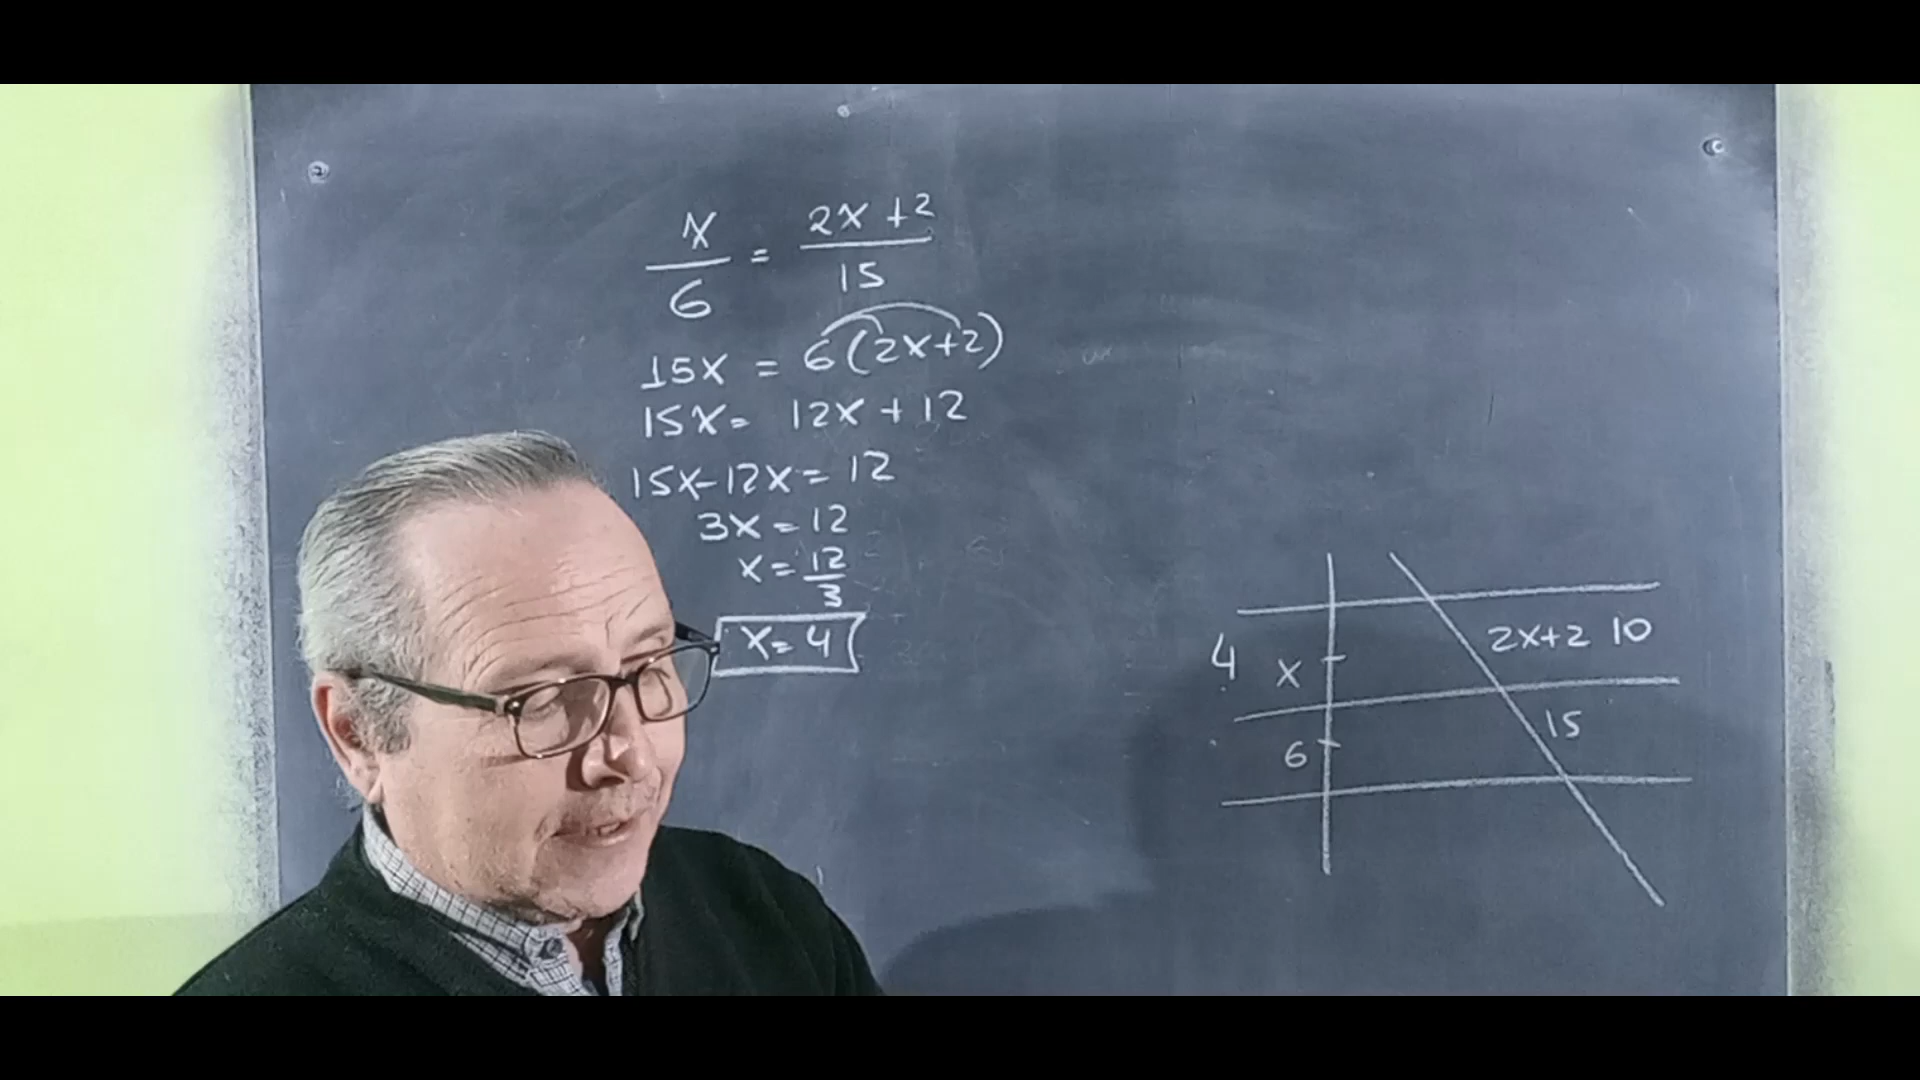 x/6 = 2x+2/15
15x = 6(2x+2)
15x = 12x + 12
15x-12x = 12
3x = 12
x = 12/3
x = 4
4 x 2x+2 10
6 15